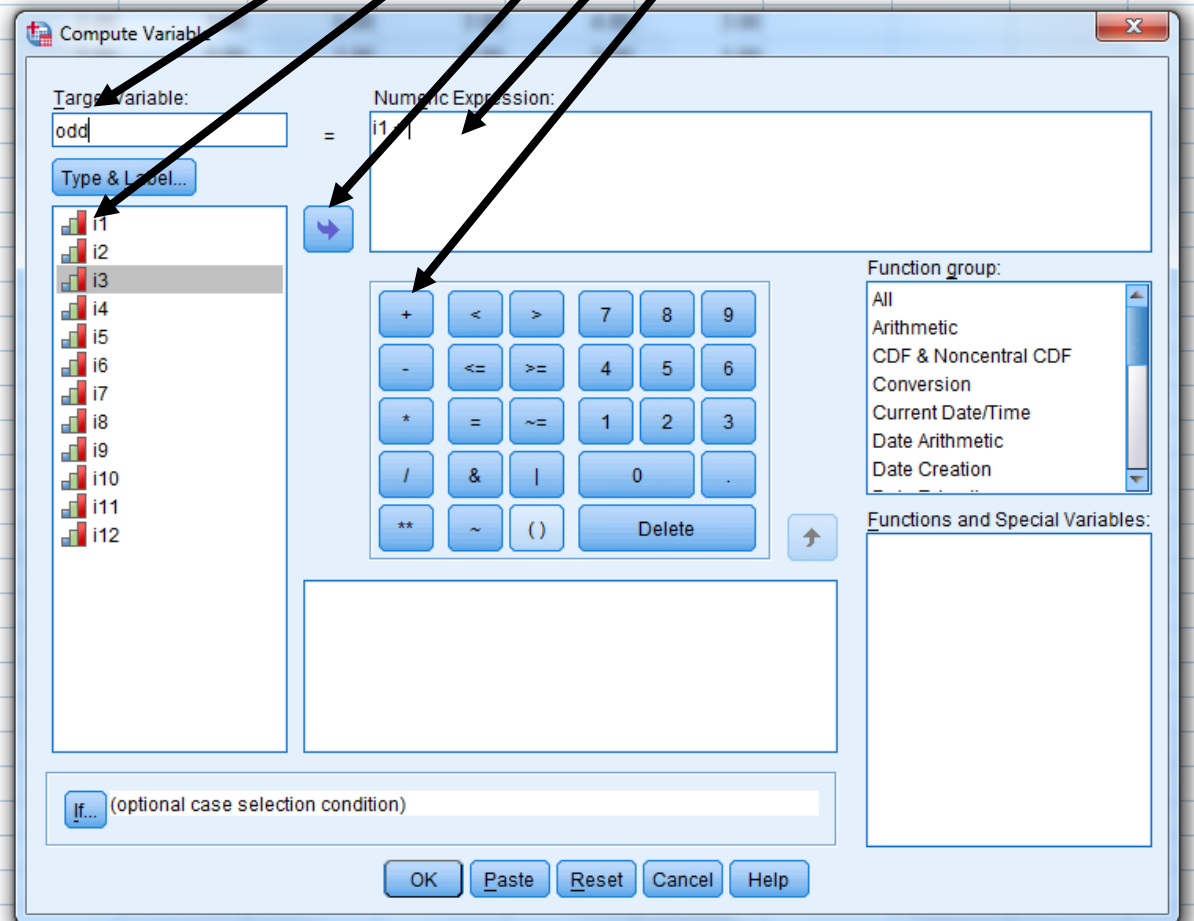 Compute Variable
Target Variable:
Numeric Expression:
odd
=
i1 +
Type & Label...
i1
i2
i3
i4
i5
i6
i7
i8
i9
i10
i11
i12
+ < > 7 8 9
- <= >= 4 5 6
* = ~= 1 2 3
/ & | 0 .
** ~ ( ) Delete
Function group:
All
Arithmetic
CDF & Noncentral CDF
Conversion
Current Date/Time
Date Arithmetic
Date Creation
Functions and Special Variables:
If... (optional case selection condition)
OK Paste Reset Cancel Help